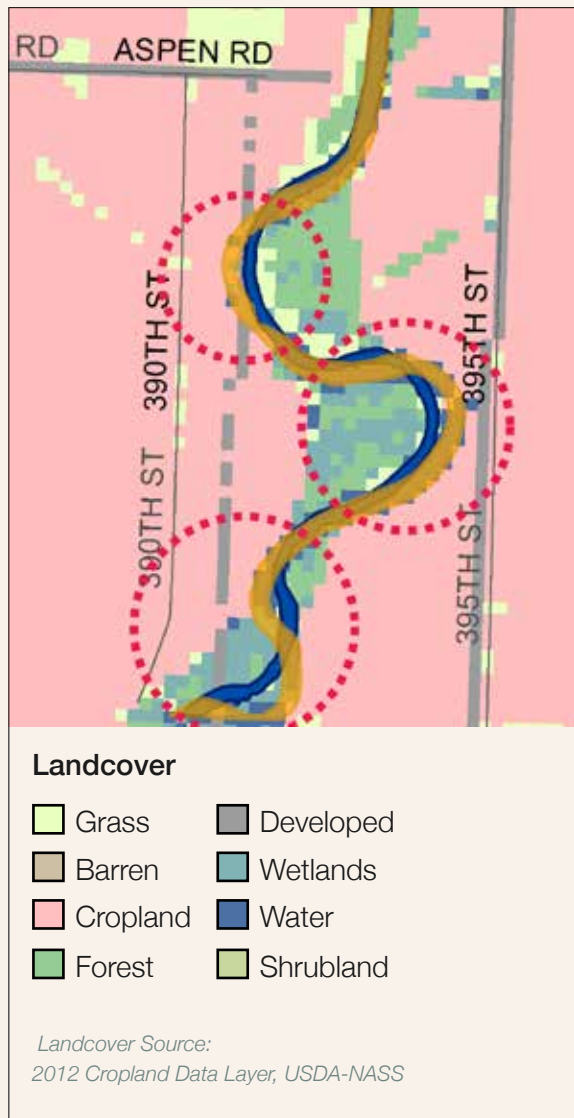 RD
ASPEN RD
390TH ST
395TH ST
390TH ST
395TH ST
Landcover
Grass
Developed
Barren
Wetlands
Cropland
Water
Forest
Shrubland
Landcover Source:
2012 Cropland Data Layer, USDA-NASS